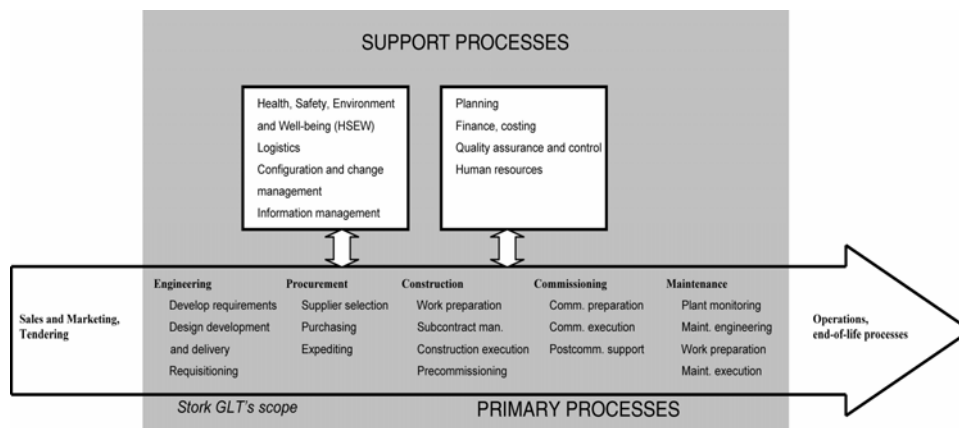 SUPPORT PROCESSES
Health, Safety, Environment
and Well-being (HSEW)
Logistics
Configuration and change
management
Information management
Planning
Finance, costing
Quality assurance and control
Human resources
Sales and Marketing,
Tendering
Engineering
Develop requirements
Design development
and delivery
Requisitioning
Procurement
Supplier selection
Purchasing
Expediting
Construction
Work preparation
Subcontract man.
Construction execution
Precommissioning
Commissioning
Comm. preparation
Comm. execution
Postcomm. support
Maintenance
Plant monitoring
Maint. engineering
Work preparation
Maint. execution
Operations,
end-of-life processes
Stork GLT's scope
PRIMARY PROCESSES